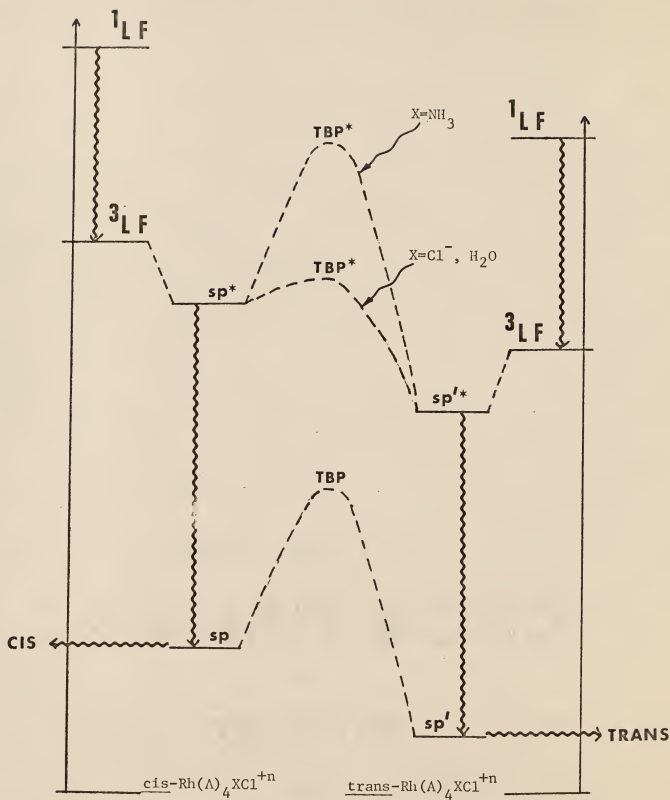 ¹LF
X=NH₃
TBP*
¹LF
³LF
TBP*
X=Cl⁻, H₂O
sp*
³LF
sp'*
TBP
CIS
sp
sp'
TRANS
cis-Rh(A)₄XCl⁺ⁿ
trans-Rh(A)₄XCl⁺ⁿ